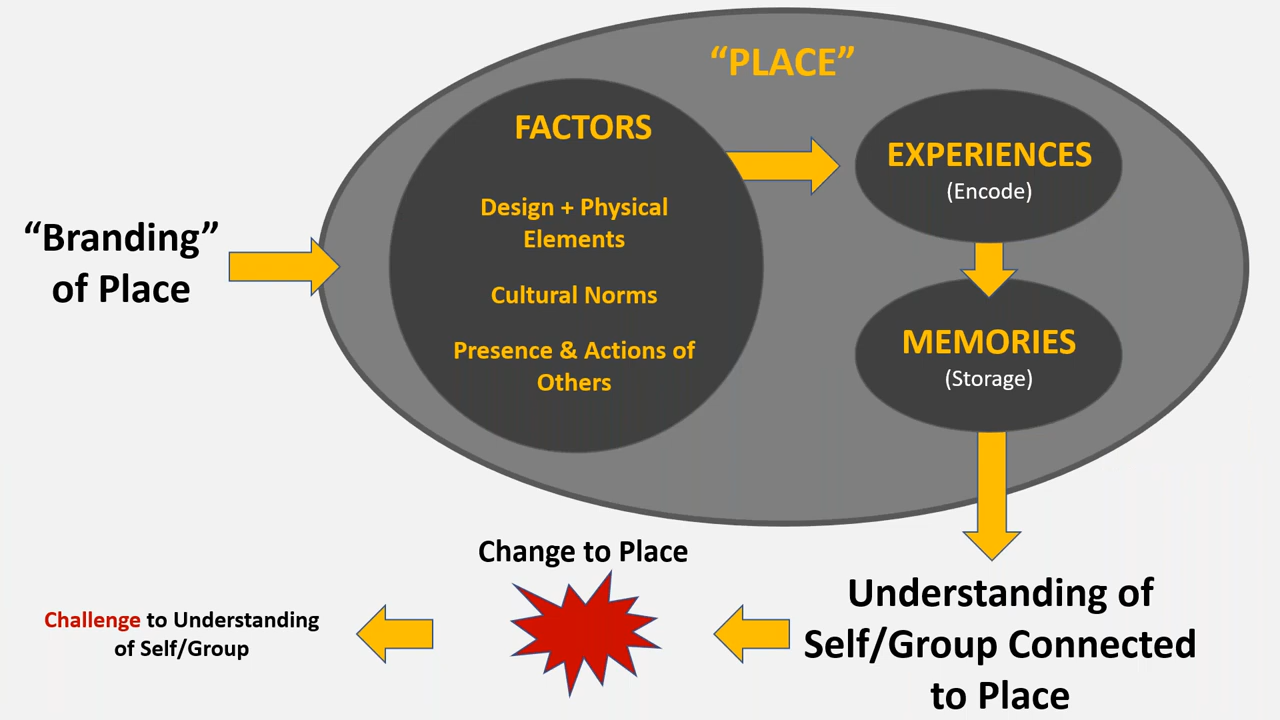 “PLACE”
FACTORS
Design + Physical
Elements
Cultural Norms
Presence & Actions of
Others
EXPERIENCES
(Encode)
MEMORIES
(Storage)
“Branding”
of Place
Understanding of
Self/Group Connected
to Place
Change to Place
Challenge to Understanding
of Self/Group